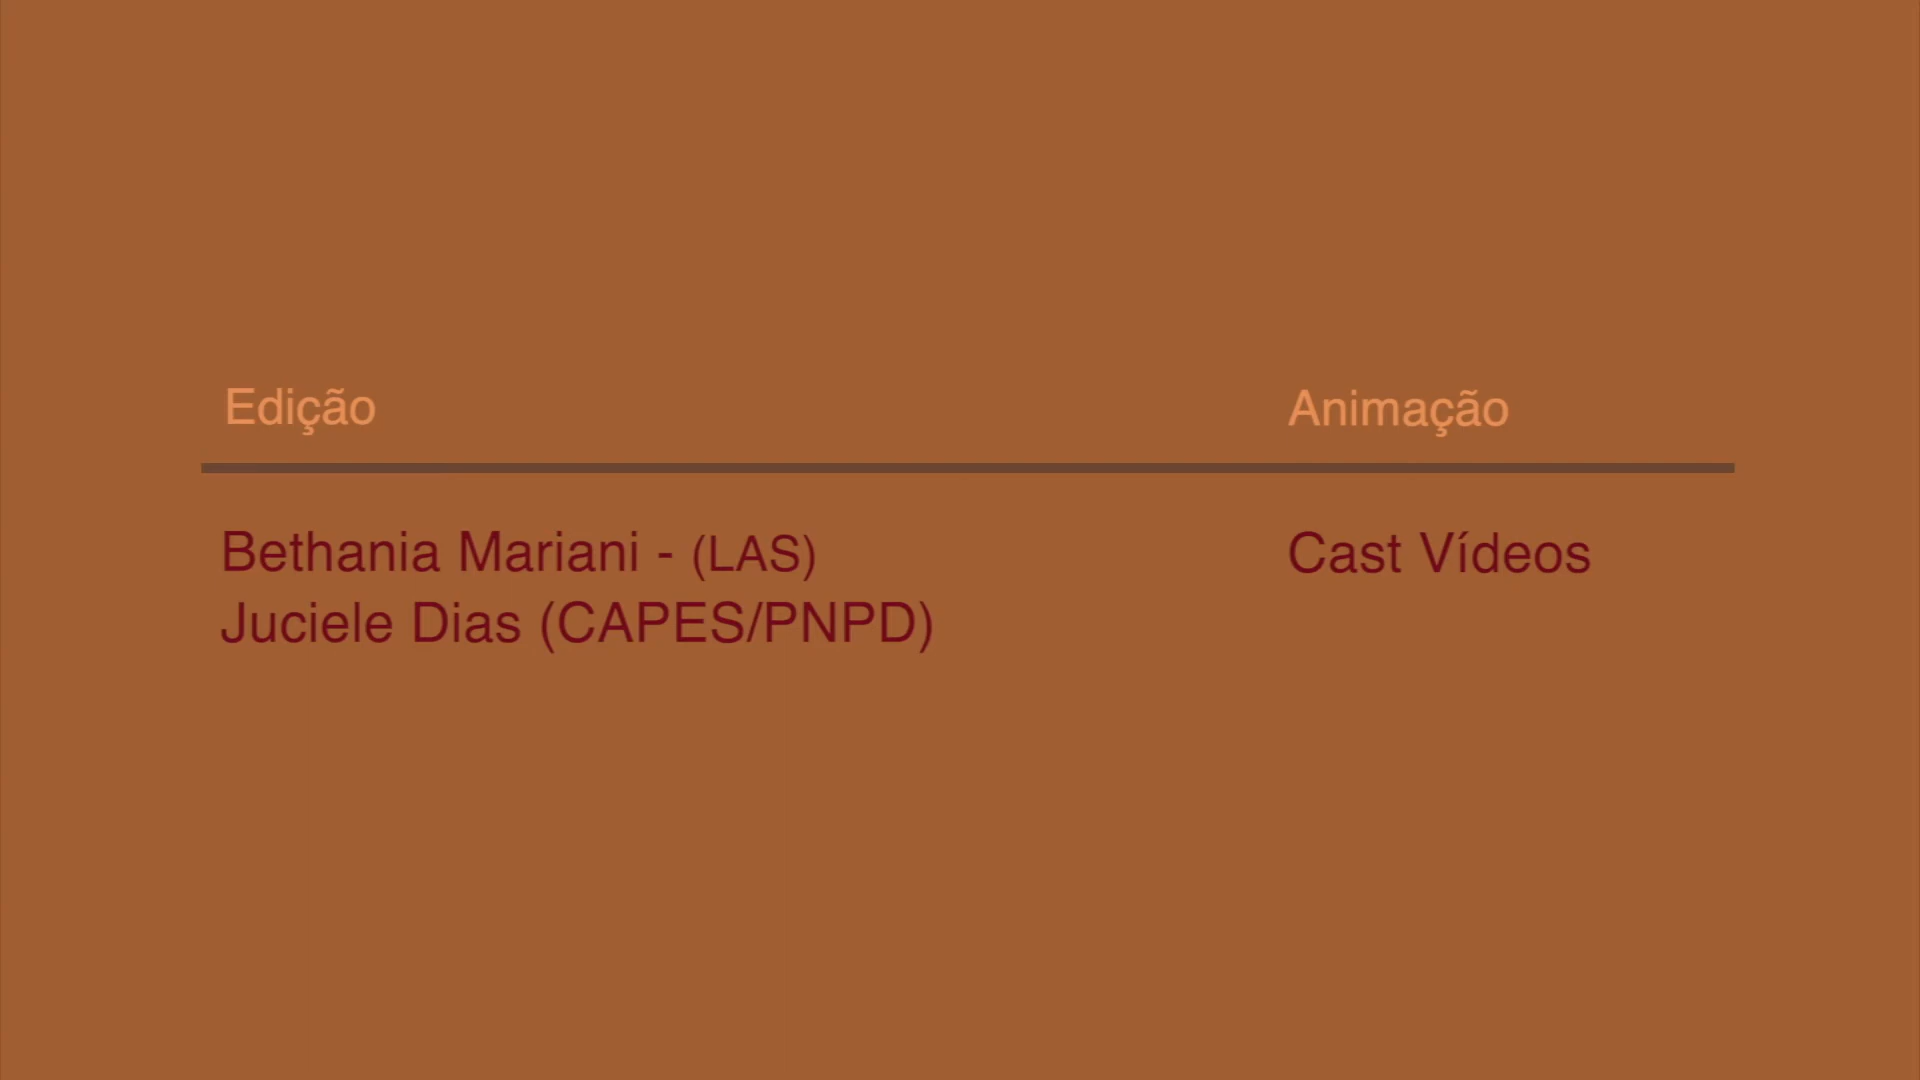 Edição
Animação
Bethania Mariani - (LAS)
Juciele Dias (CAPES/PNPD)
Cast Vídeos